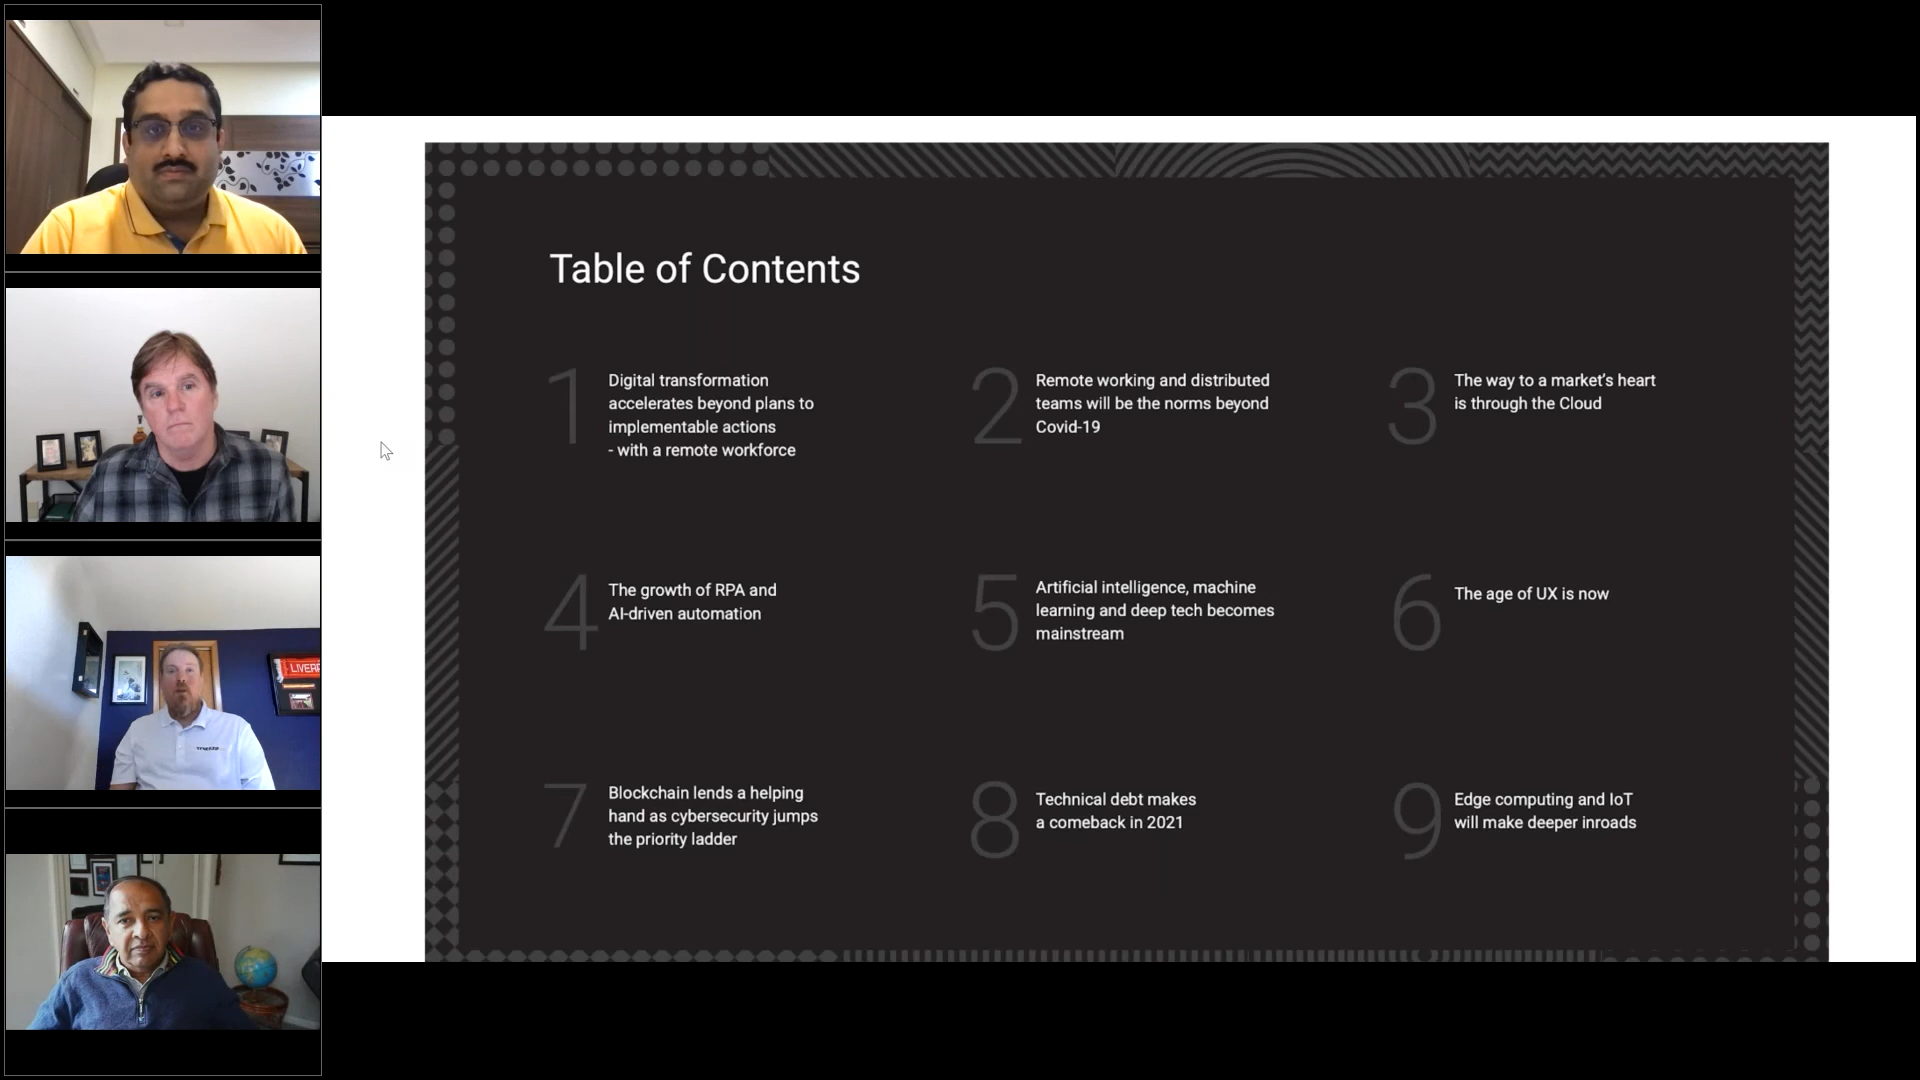 Table of Contents
1
Digital transformation
accelerates beyond plans to
implementable actions
- with a remote workforce
2
Remote working and distributed
teams will be the norms beyond
Covid-19
3
The way to a market's heart
is through the Cloud
4
The growth of RPA and
AI-driven automation
5
Artificial intelligence, machine
learning and deep tech becomes
mainstream
6
The age of UX is now
7
Blockchain lends a helping
hand as cybersecurity jumps
the priority ladder
8
Technical debt makes
a comeback in 2021
9
Edge computing and IoT
will make deeper inroads